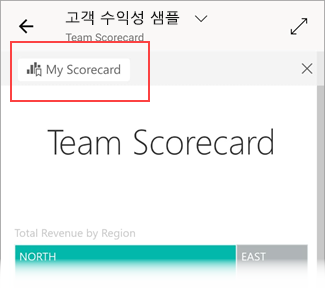 고객 수익성 샘플
Team Scorecard
My Scorecard
Team Scorecard
Total Revenue by Region
NORTH EAST